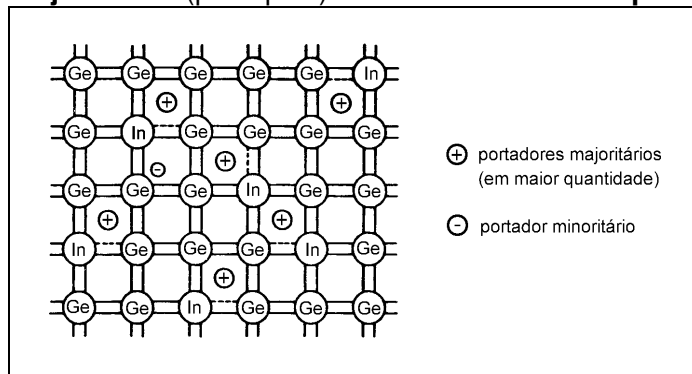 Ge Ge Ge Ge Ge In
+ +
Ge In Ge Ge Ge Ge
- +
Ge Ge Ge In Ge Ge
+ +
In Ge Ge Ge In Ge
+
Ge Ge In Ge Ge Ge
+ portadores majoritários
(em maior quantidade)
- portador minoritário